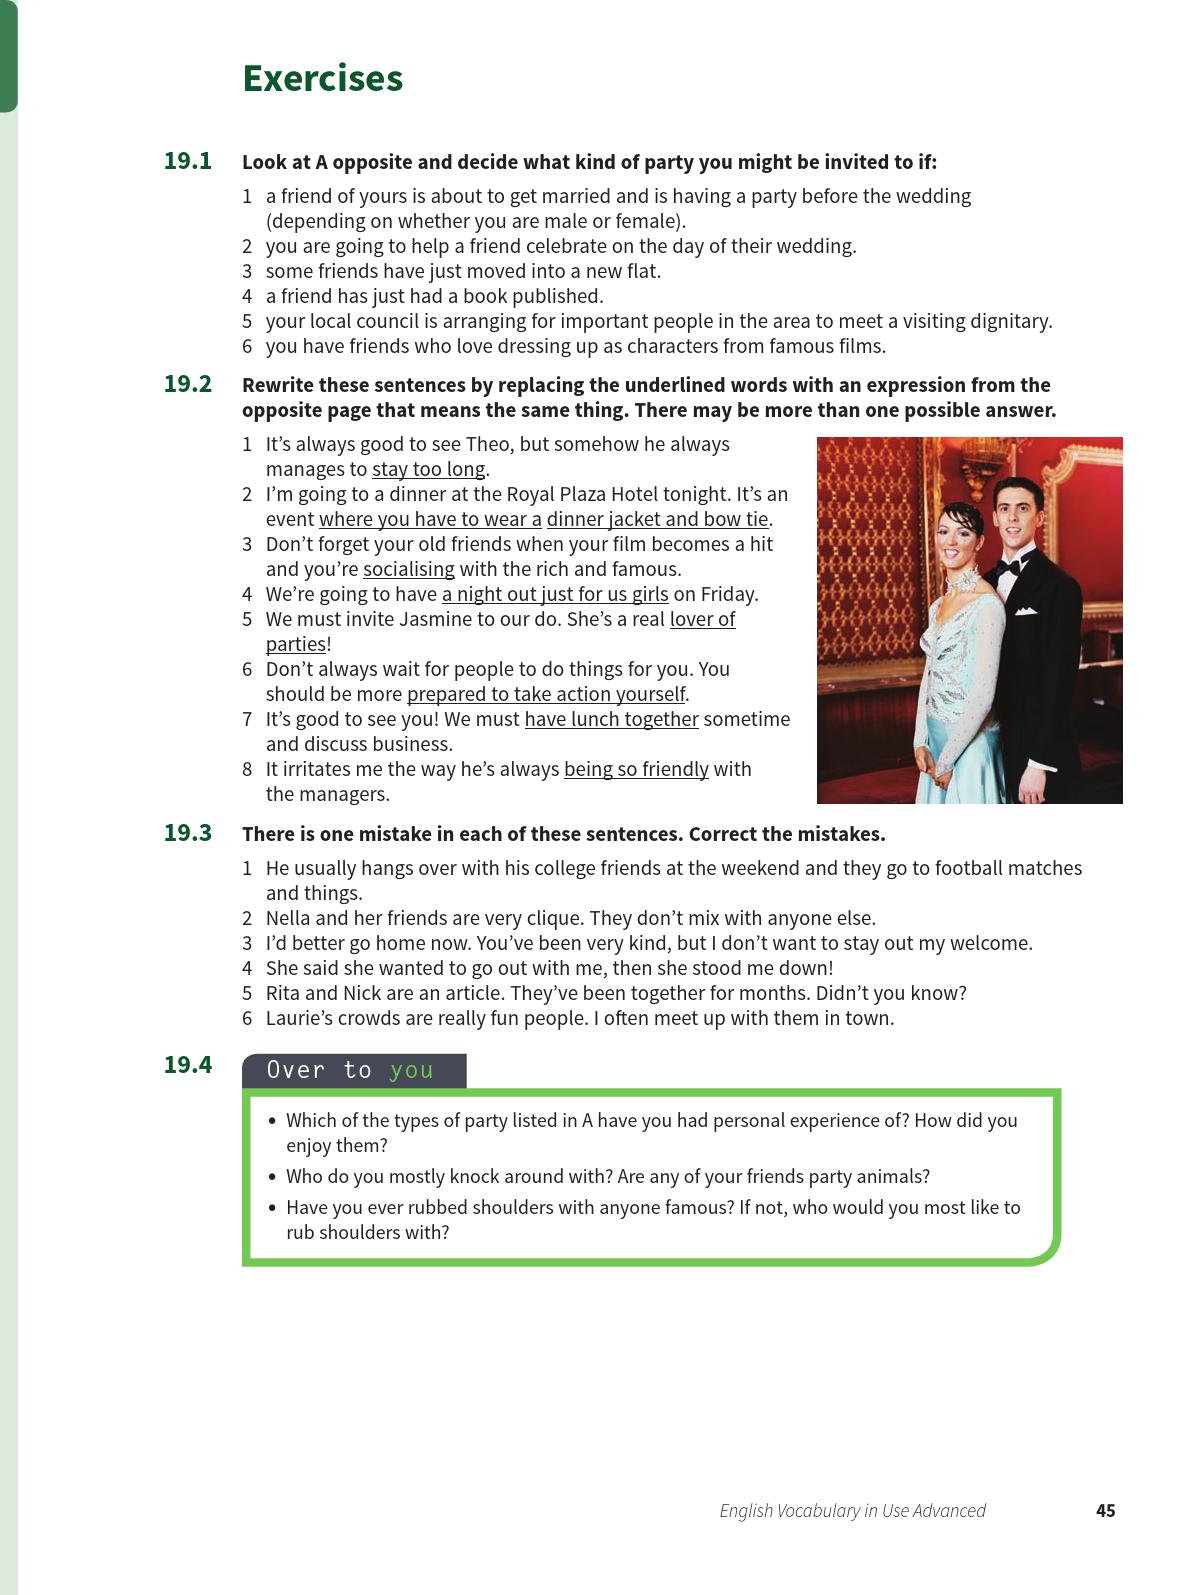 Exercises
19.1 Look at A opposite and decide what kind of party you might be invited to if:
1 a friend of yours is about to get married and is having a party before the wedding
(depending on whether you are male or female).
2 you are going to help a friend celebrate on the day of their wedding.
3 some friends have just moved into a new flat.
4 a friend has just had a book published.
5 your local council is arranging for important people in the area to meet a visiting dignitary.
6 you have friends who love dressing up as characters from famous films.
19.2 Rewrite these sentences by replacing the underlined words with an expression from the
opposite page that means the same thing. There may be more than one possible answer.
1 It’s always good to see Theo, but somehow he always
manages to stay too long.
2 I’m going to a dinner at the Royal Plaza Hotel tonight. It’s an
event where you have to wear a dinner jacket and bow tie.
3 Don’t forget your old friends when your film becomes a hit
and you’re socialising with the rich and famous.
4 We’re going to have a night out just for us girls on Friday.
5 We must invite Jasmine to our do. She’s a real lover of
parties!
6 Don’t always wait for people to do things for you. You
should be more prepared to take action yourself.
7 It’s good to see you! We must have lunch together sometime
and discuss business.
8 It irritates me the way he’s always being so friendly with
the managers.
19.3 There is one mistake in each of these sentences. Correct the mistakes.
1 He usually hangs over with his college friends at the weekend and they go to football matches
and things.
2 Nella and her friends are very clique. They don’t mix with anyone else.
3 I’d better go home now. You’ve been very kind, but I don’t want to stay out my welcome.
4 She said she wanted to go out with me, then she stood me down!
5 Rita and Nick are an article. They’ve been together for months. Didn’t you know?
6 Laurie’s crowds are really fun people. I often meet up with them in town.
19.4 Over to you
• Which of the types of party listed in A have you had personal experience of? How did you
enjoy them?
• Who do you mostly knock around with? Are any of your friends party animals?
• Have you ever rubbed shoulders with anyone famous? If not, who would you most like to
rub shoulders with?
English Vocabulary in Use Advanced 45